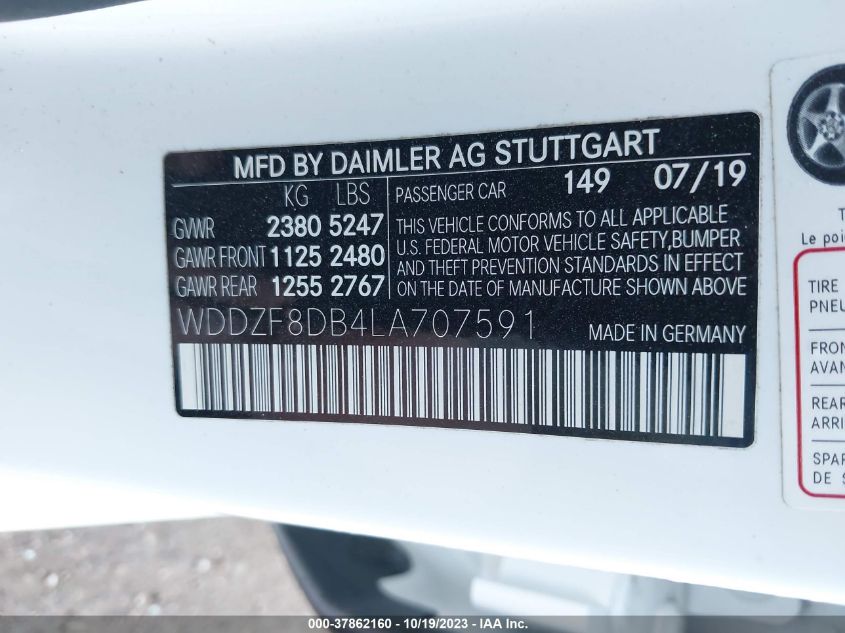 MFD BY DAIMLER AG STUTTGART
KG LBS
PASSENGER CAR 149 07/19
GVWR 2380 5247
GAWR FRONT 1125 2480
GAWR REAR 1255 2767
THIS VEHICLE CONFORMS TO ALL APPLICABLE
U.S. FEDERAL MOTOR VEHICLE SAFETY,BUMPER
AND THEFT PREVENTION STANDARDS IN EFFECT
ON THE DATE OF MANUFACTURE SHOWN ABOVE
WDDZF8DB4LA707591
MADE IN GERMANY
Le poi
TIRE
PNEU
FRON
AVAN
REAR
ARRI
SPAR
DE
000-37862160 - 10/19/2023 - IAA Inc.